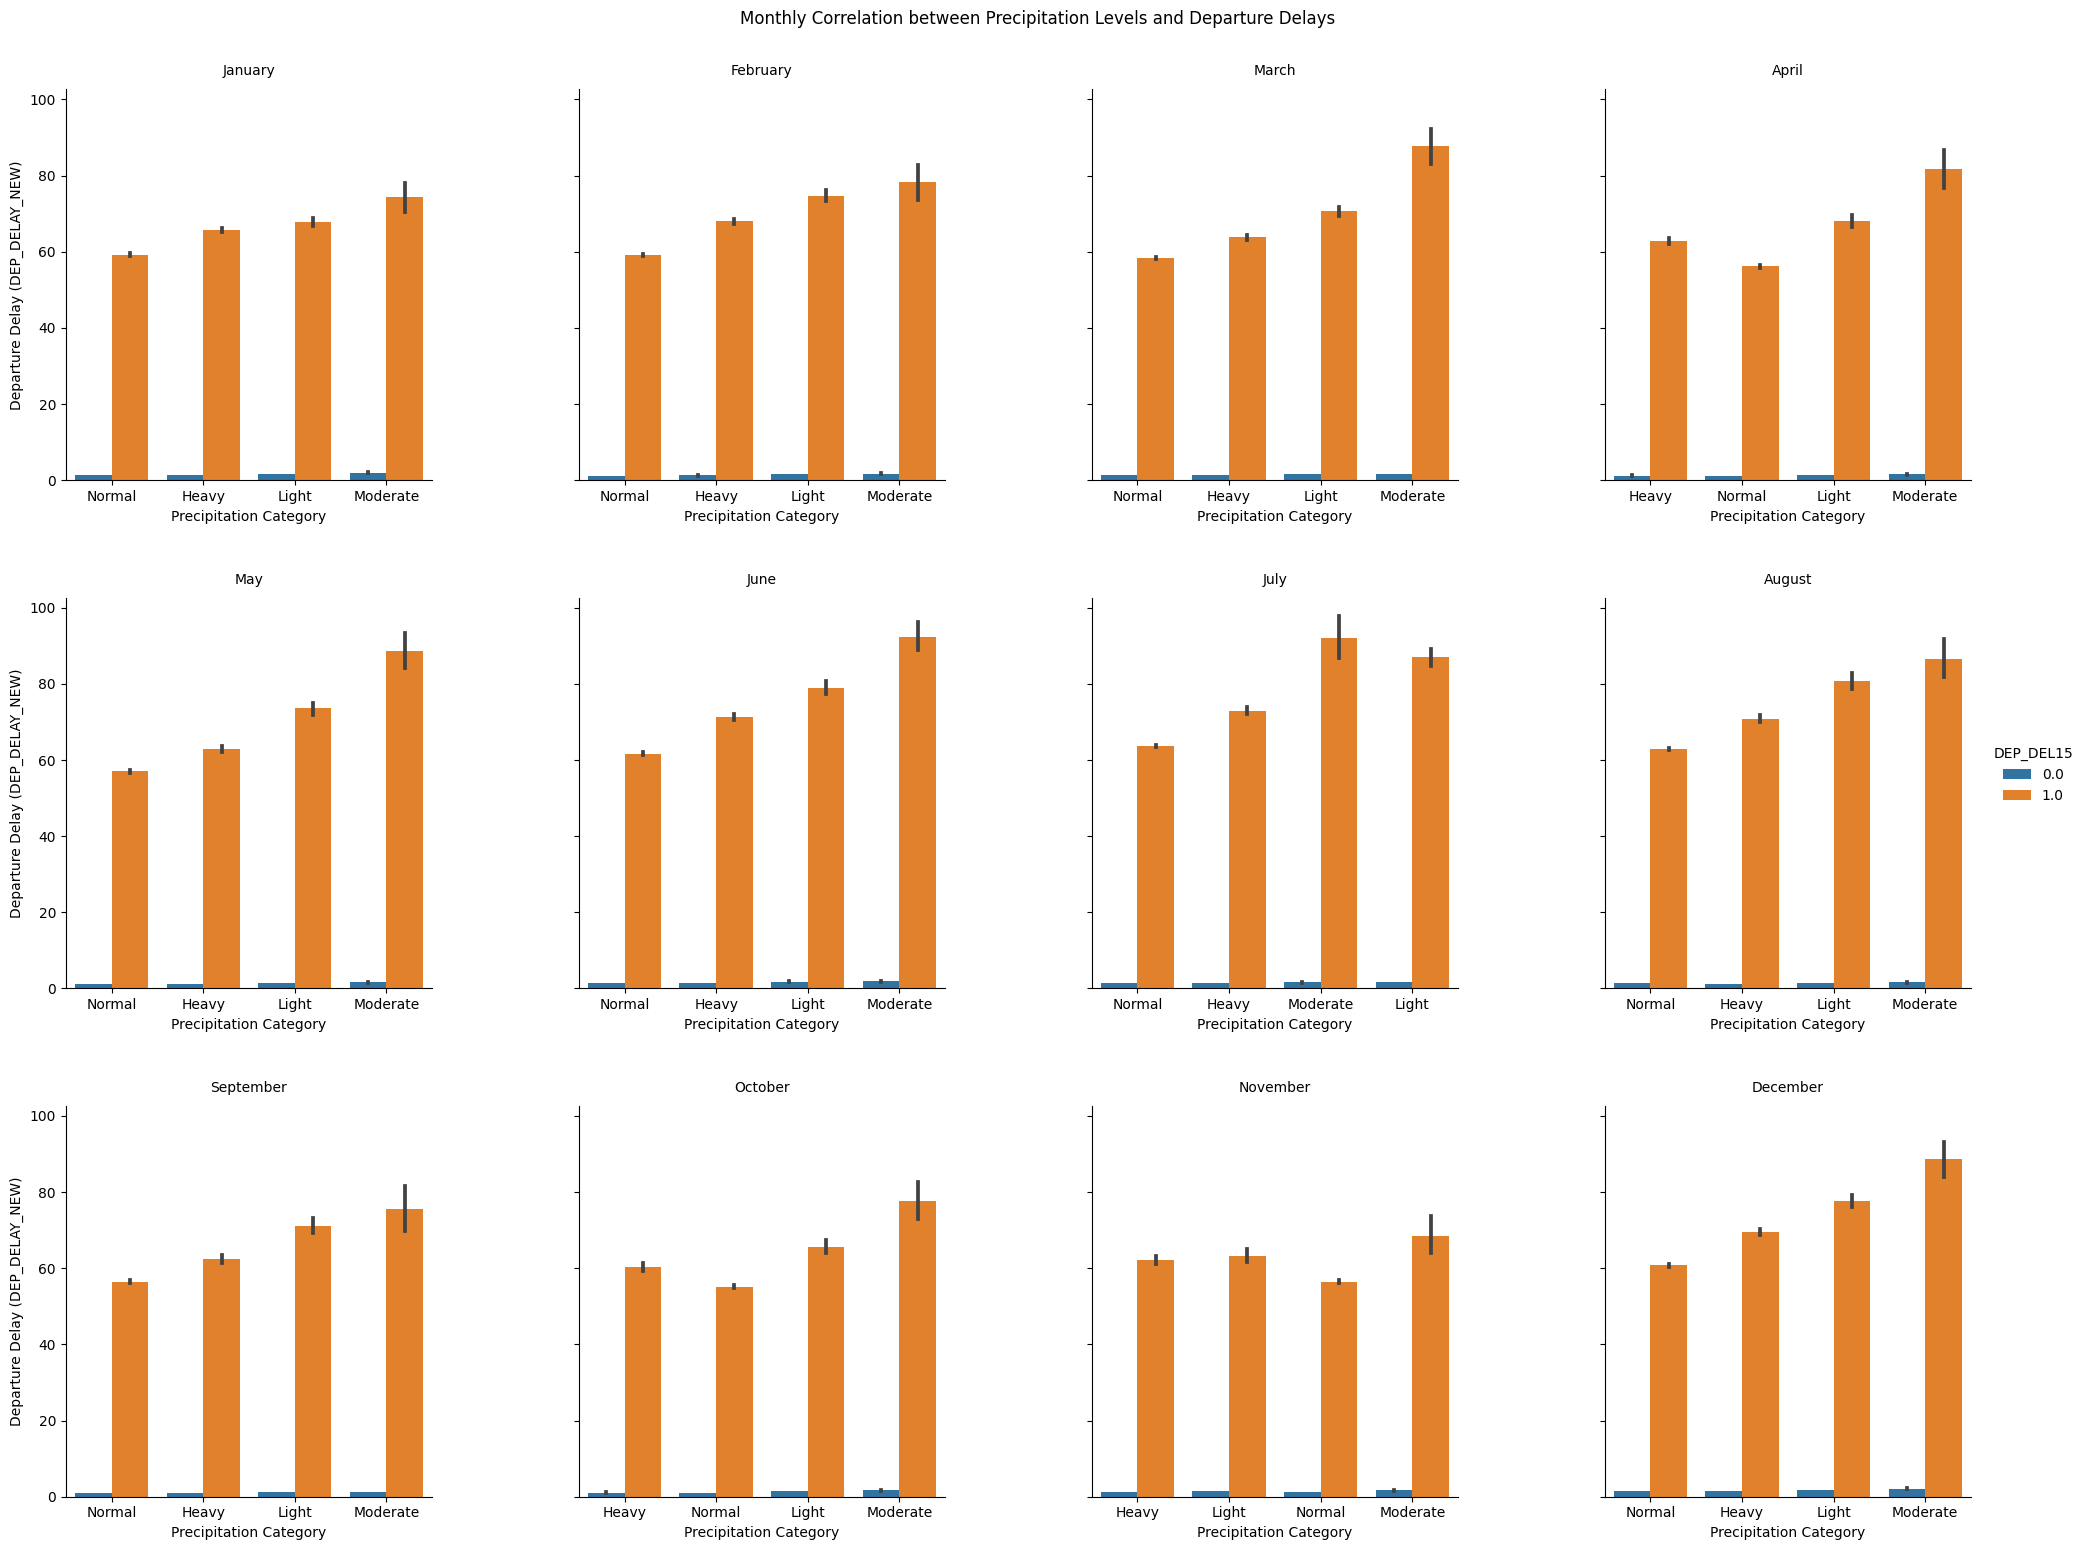 Monthly Correlation between Precipitation Levels and Departure Delays
January
February
March
April
Departure Delay (DEP_DELAY_NEW)
100
80
60
40
20
0
Normal Heavy Light Moderate
Normal Heavy Light Moderate
Normal Heavy Light Moderate
Heavy Normal Light Moderate
Precipitation Category
Precipitation Category
Precipitation Category
Precipitation Category
May
June
July
August
Departure Delay (DEP_DELAY_NEW)
100
80
60
40
20
0
Normal Heavy Light Moderate
Normal Heavy Light Moderate
Normal Heavy Moderate Light
Normal Heavy Light Moderate
Precipitation Category
Precipitation Category
Precipitation Category
Precipitation Category
DEP_DEL15
0.0
1.0
September
October
November
December
Departure Delay (DEP_DELAY_NEW)
100
80
60
40
20
0
Normal Heavy Light Moderate
Heavy Normal Light Moderate
Heavy Light Normal Moderate
Normal Heavy Light Moderate
Precipitation Category
Precipitation Category
Precipitation Category
Precipitation Category